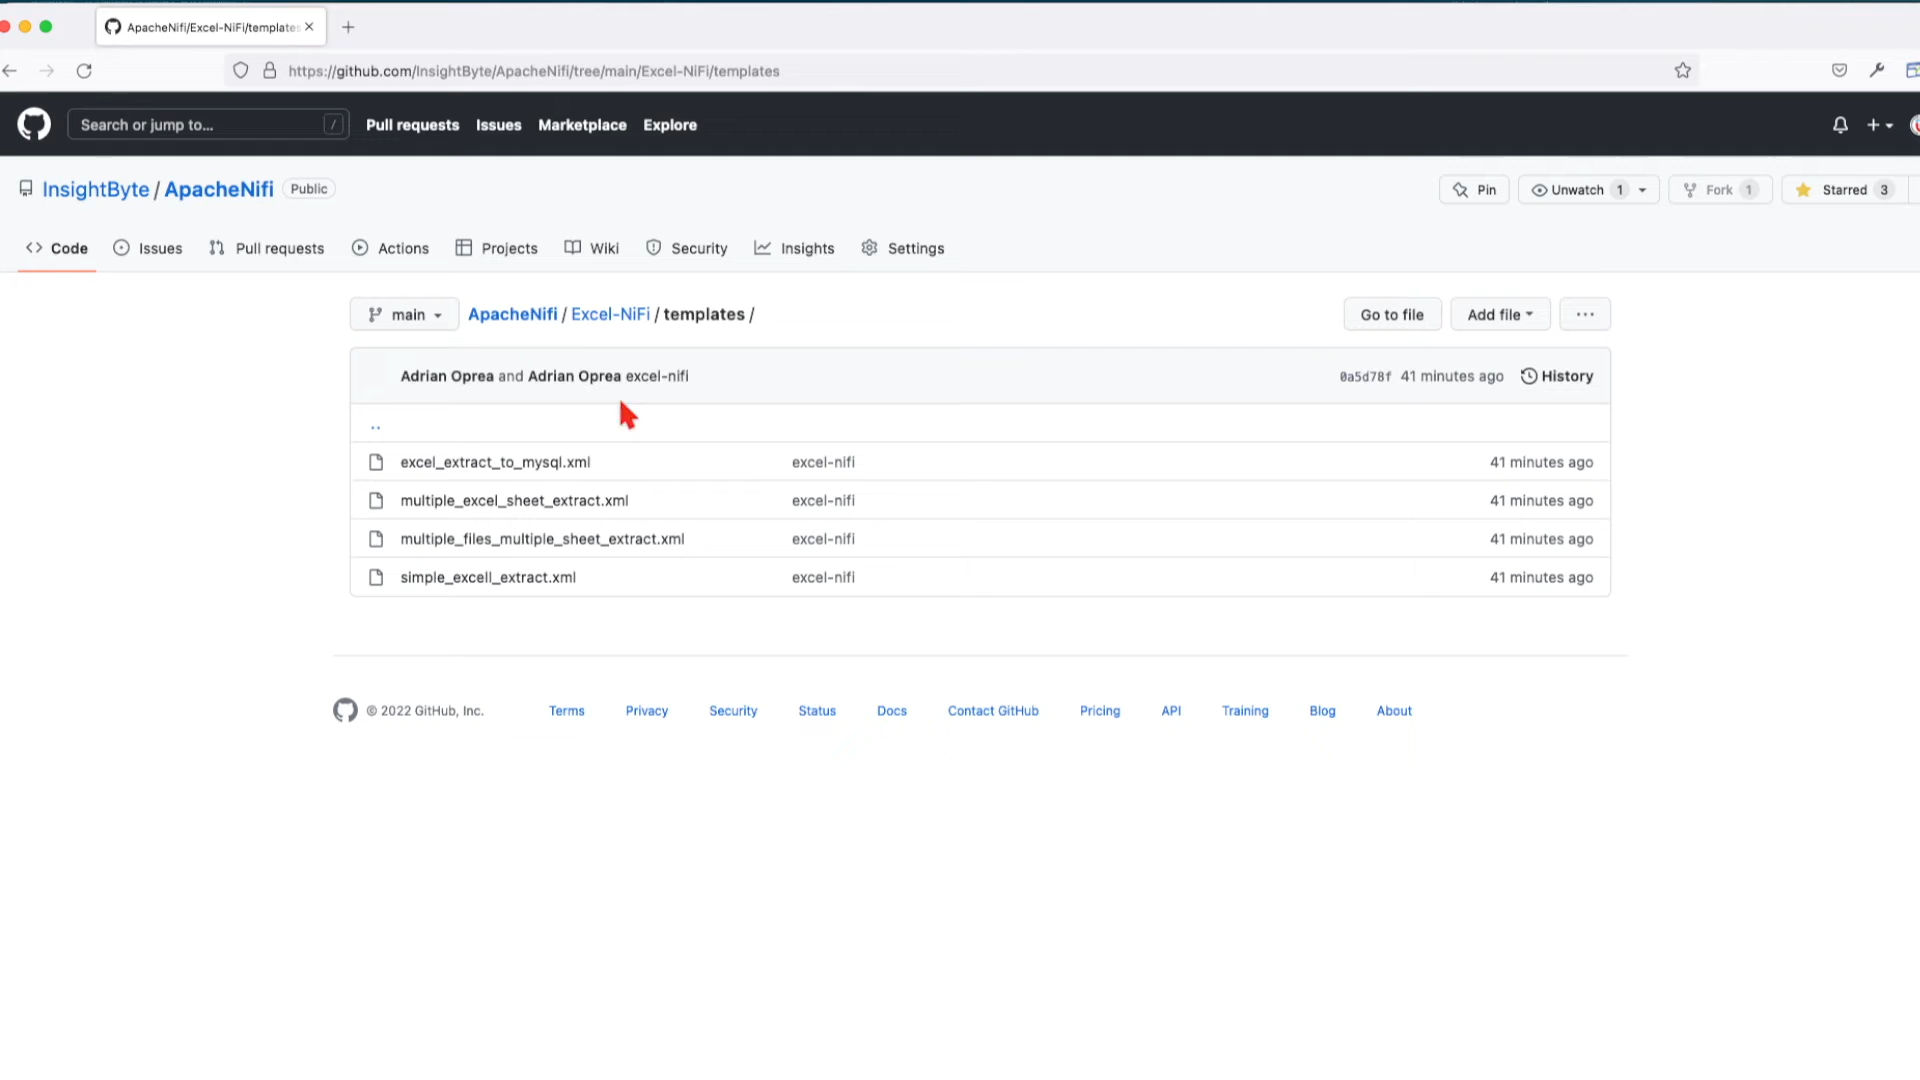 ApacheNifi/Excel-NiFi/templates
https://github.com/InsightByte/ApacheNifi/tree/main/Excel-NiFi/templates
Search or jump to... / Pull requests Issues Marketplace Explore
InsightByte / ApacheNifi Public Pin Unwatch 1 Fork 1 Starred 3
Code Issues Pull requests Actions Projects Wiki Security Insights Settings
main ApacheNifi / Excel-NiFi / templates / Go to file Add file ...
Adrian Oprea and Adrian Oprea excel-nifi 0a5d78f 41 minutes ago History
..
excel_extract_to_mysql.xml excel-nifi 41 minutes ago
multiple_excel_sheet_extract.xml excel-nifi 41 minutes ago
multiple_files_multiple_sheet_extract.xml excel-nifi 41 minutes ago
simple_excell_extract.xml excel-nifi 41 minutes ago
© 2022 GitHub, Inc. Terms Privacy Security Status Docs Contact GitHub Pricing API Training Blog About